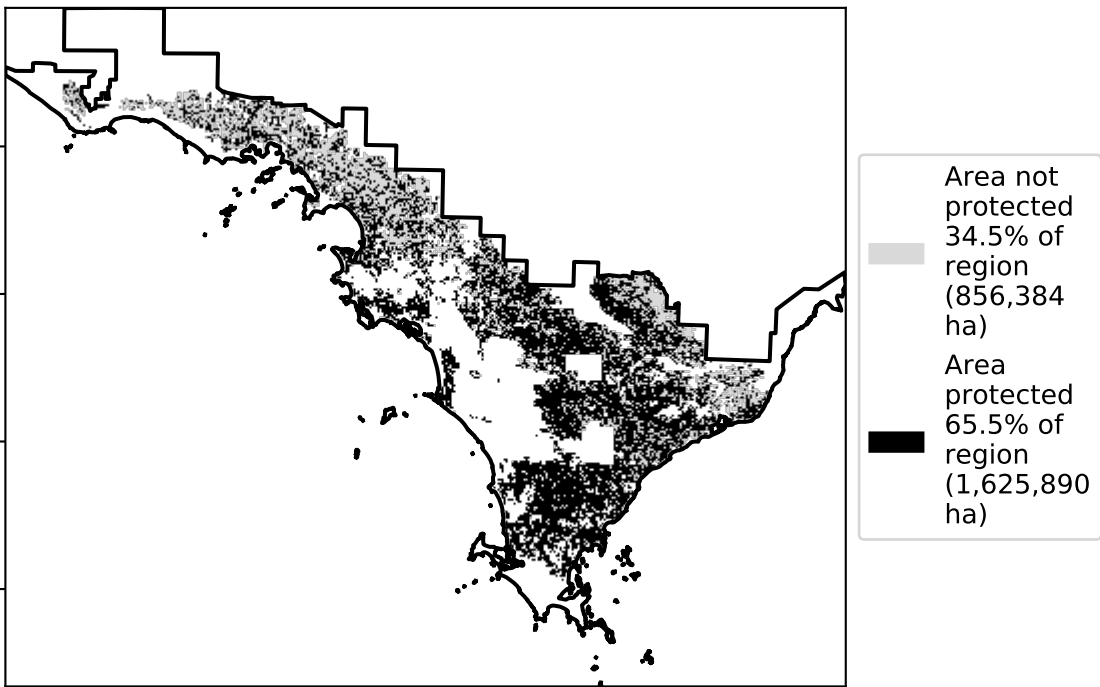 Area not
protected
34.5% of
region
(856,384
ha)
Area
protected
65.5% of
region
(1,625,890
ha)